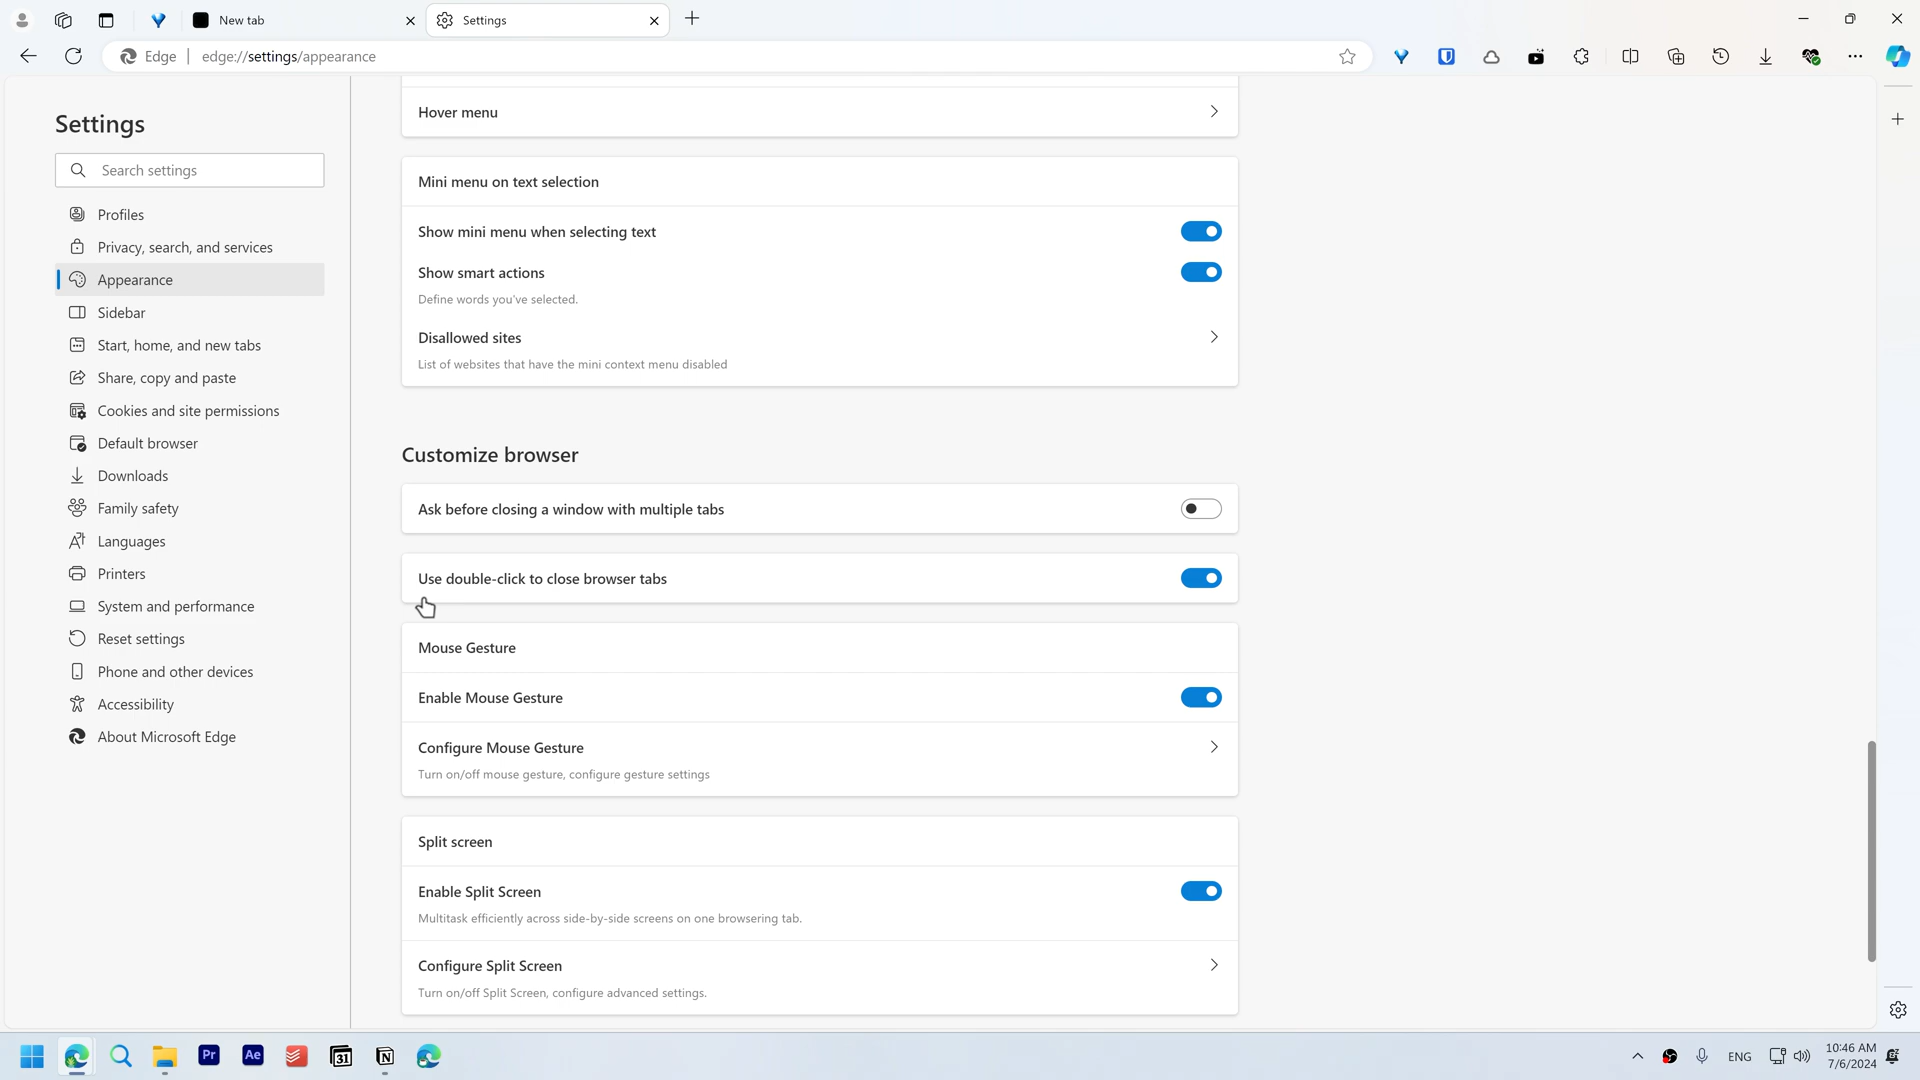 New tab
Settings
Edge
edge://settings/appearance
Settings
Search settings
Profiles
Privacy, search, and services
Appearance
Sidebar
Start, home, and new tabs
Share, copy and paste
Cookies and site permissions
Default browser
Downloads
Family safety
Languages
Printers
System and performance
Reset settings
Phone and other devices
Accessibility
About Microsoft Edge
Hover menu
Mini menu on text selection
Show mini menu when selecting text
Show smart actions
Define words you've selected.
Disallowed sites
List of websites that have the mini context menu disabled
Customize browser
Ask before closing a window with multiple tabs
Use double-click to close browser tabs
Mouse Gesture
Enable Mouse Gesture
Configure Mouse Gesture
Turn on/off mouse gesture, configure gesture settings
Split screen
Enable Split Screen
Multitask efficiently across side-by-side screens on one browsering tab.
Configure Split Screen
Turn on/off Split Screen, configure advanced settings.
Pr
Ae
31
N
ENG
10:46 AM
7/6/2024